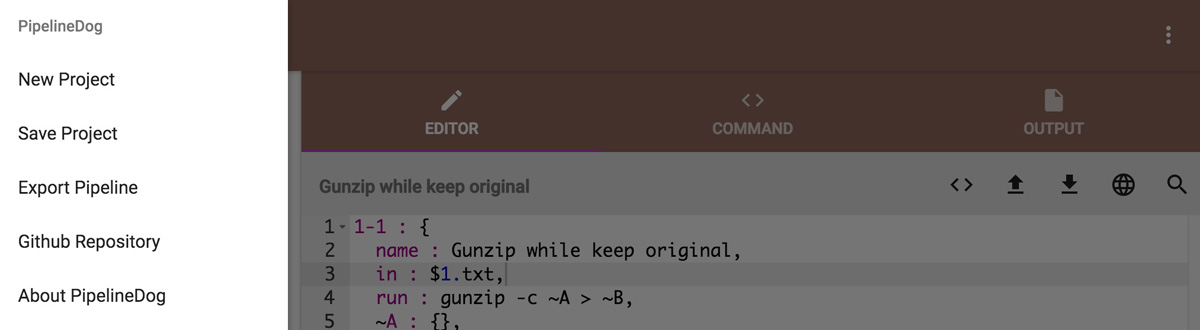 PipelineDog
New Project
Save Project
Export Pipeline
Github Repository
About PipelineDog
EDITOR
COMMAND
OUTPUT
Gunzip while keep original
1 1-1 : {
2 name : Gunzip while keep original,
3 in : $1.txt,
4 run : gunzip -c ~A > ~B,
5 ~A : {},